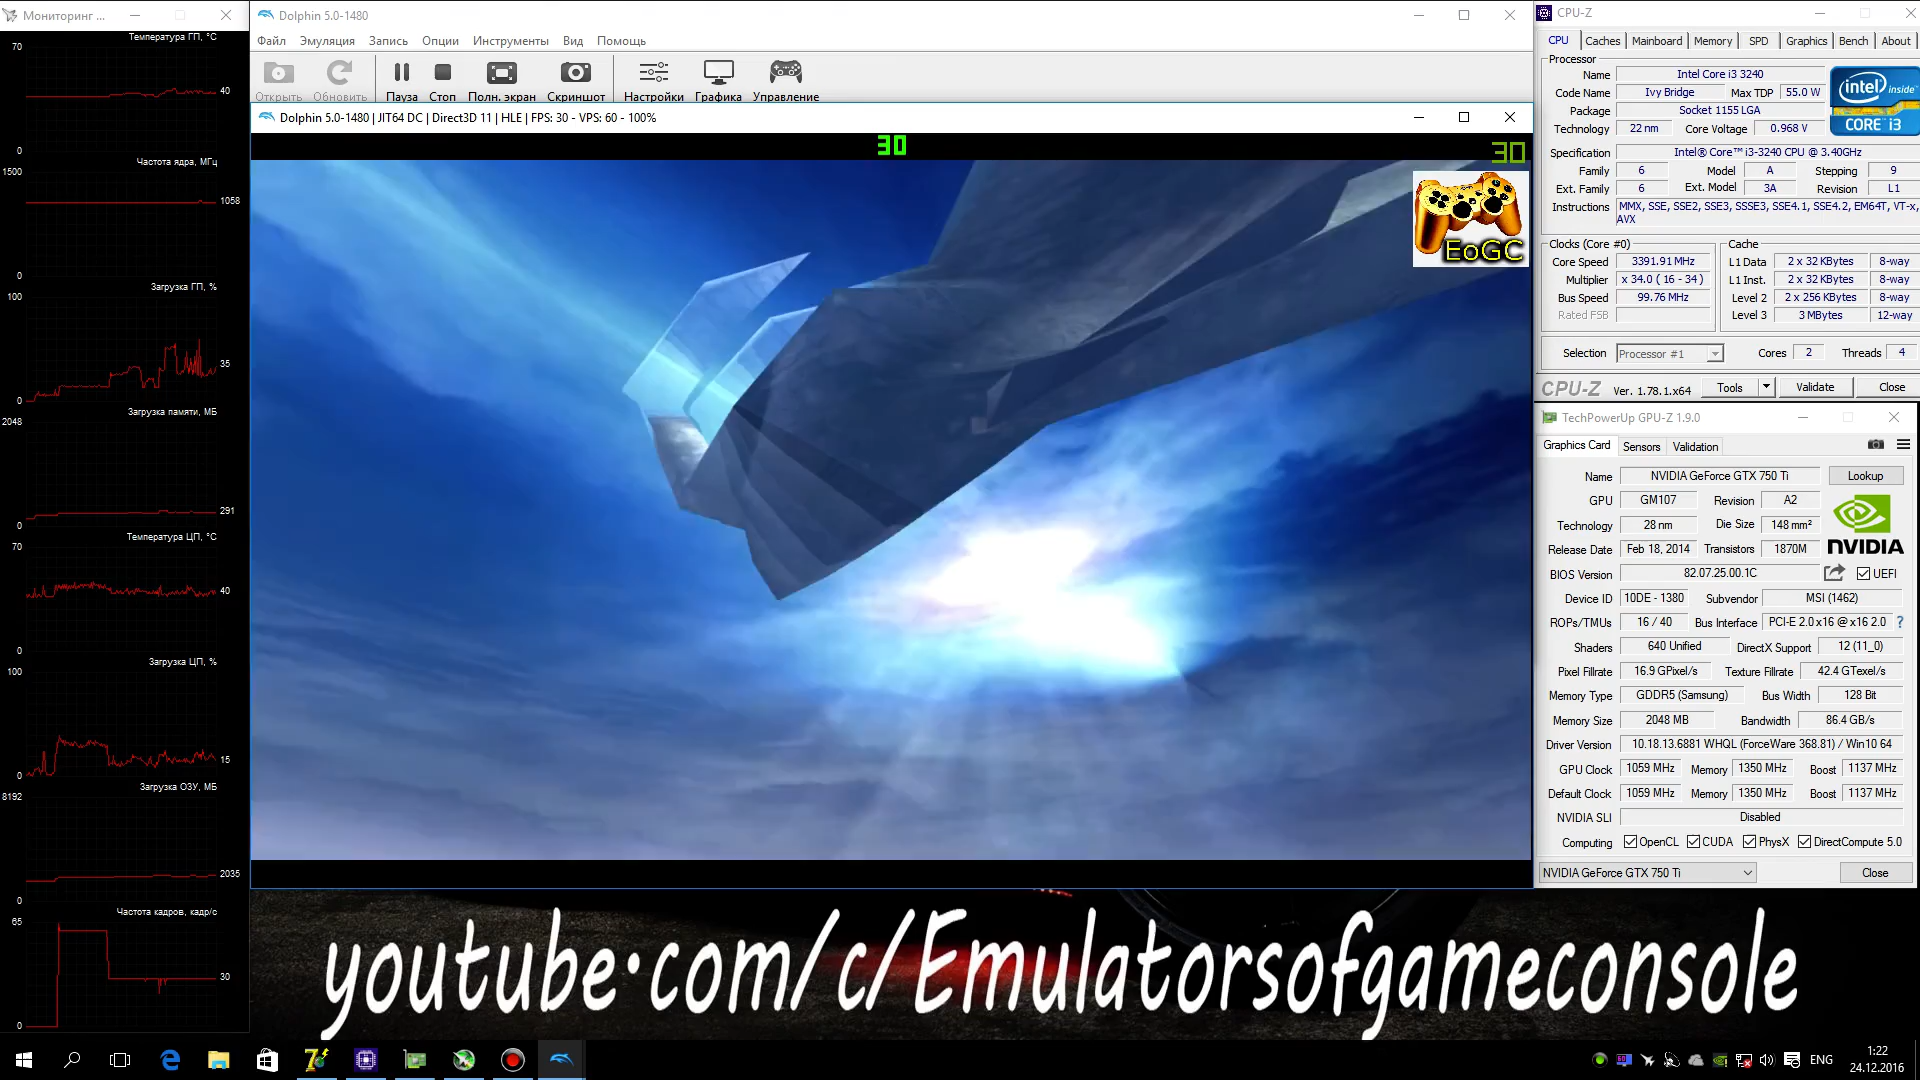 Мониторинг ...
Температура ГП, °C
70
40
0
Частота ядра, МГц
1500
1058
0
Загрузка ГП, %
100
35
0
Загрузка памяти, МБ
2048
291
0
Температура ЦП, °C
70
40
0
Загрузка ЦП, %
100
15
0
Загрузка ОЗУ, МБ
8192
2035
0
Частота кадров, кадр/с
65
30
0
Dolphin 5.0-1480
Файл Эмуляция Запись Опции Инструменты Вид Помощь
Открыть Обновить Пауза Стоп Полн. экран Скриншот Настройки Графика Управление
Dolphin 5.0-1480 | JIT64 DC | Direct3D 11 | HLE | FPS: 30 - VPS: 60 - 100%
30
30
EoGC
CPU-Z
CPU Caches Mainboard Memory SPD Graphics Bench About
Processor
Name Intel Core i3 3240
Code Name Ivy Bridge Max TDP 55.0 W
Package Socket 1155 LGA
Technology 22 nm Core Voltage 0.968 V
intel inside™
CORE i3
Specification Intel® Core™ i3-3240 CPU @ 3.40GHz
Family 6 Model A Stepping 9
Ext. Family 6 Ext. Model 3A Revision L1
Instructions MMX, SSE, SSE2, SSE3, SSSE3, SSE4.1, SSE4.2, EM64T, VT-x,
AVX
Clocks (Core #0)
Core Speed 3391.91 MHz
Multiplier x 34.0 ( 16 - 34 )
Bus Speed 99.76 MHz
Rated FSB
Cache
L1 Data 2 x 32 KBytes 8-way
L1 Inst. 2 x 32 KBytes 8-way
Level 2 2 x 256 KBytes 8-way
Level 3 3 MBytes 12-way
Selection Processor #1 Cores 2 Threads 4
CPU-Z Ver. 1.78.1.x64 Tools Validate Close
TechPowerUp GPU-Z 1.9.0
Graphics Card Sensors Validation
Name NVIDIA GeForce GTX 750 Ti Lookup
GPU GM107 Revision A2
Technology 28 nm Die Size 148 mm²
Release Date Feb 18, 2014 Transistors 1870M
NVIDIA
BIOS Version 82.07.25.00.1C UEFI
Device ID 10DE - 1380 Subvendor MSI (1462)
ROPs/TMUs 16 / 40 Bus Interface PCI-E 2.0 x16 @ x16 2.0 ?
Shaders 640 Unified DirectX Support 12 (11_0)
Pixel Fillrate 16.9 GPixel/s Texture Fillrate 42.4 GTexel/s
Memory Type GDDR5 (Samsung) Bus Width 128 Bit
Memory Size 2048 MB Bandwidth 86.4 GB/s
Driver Version 10.18.13.6881 WHQL (ForceWare 368.81) / Win10 64
GPU Clock 1059 MHz Memory 1350 MHz Boost 1137 MHz
Default Clock 1059 MHz Memory 1350 MHz Boost 1137 MHz
NVIDIA SLI Disabled
Computing OpenCL CUDA PhysX DirectCompute 5.0
NVIDIA GeForce GTX 750 Ti Close
youtube.com/c/Emulatorsofgameconsole
ENG
1:22
24.12.2016